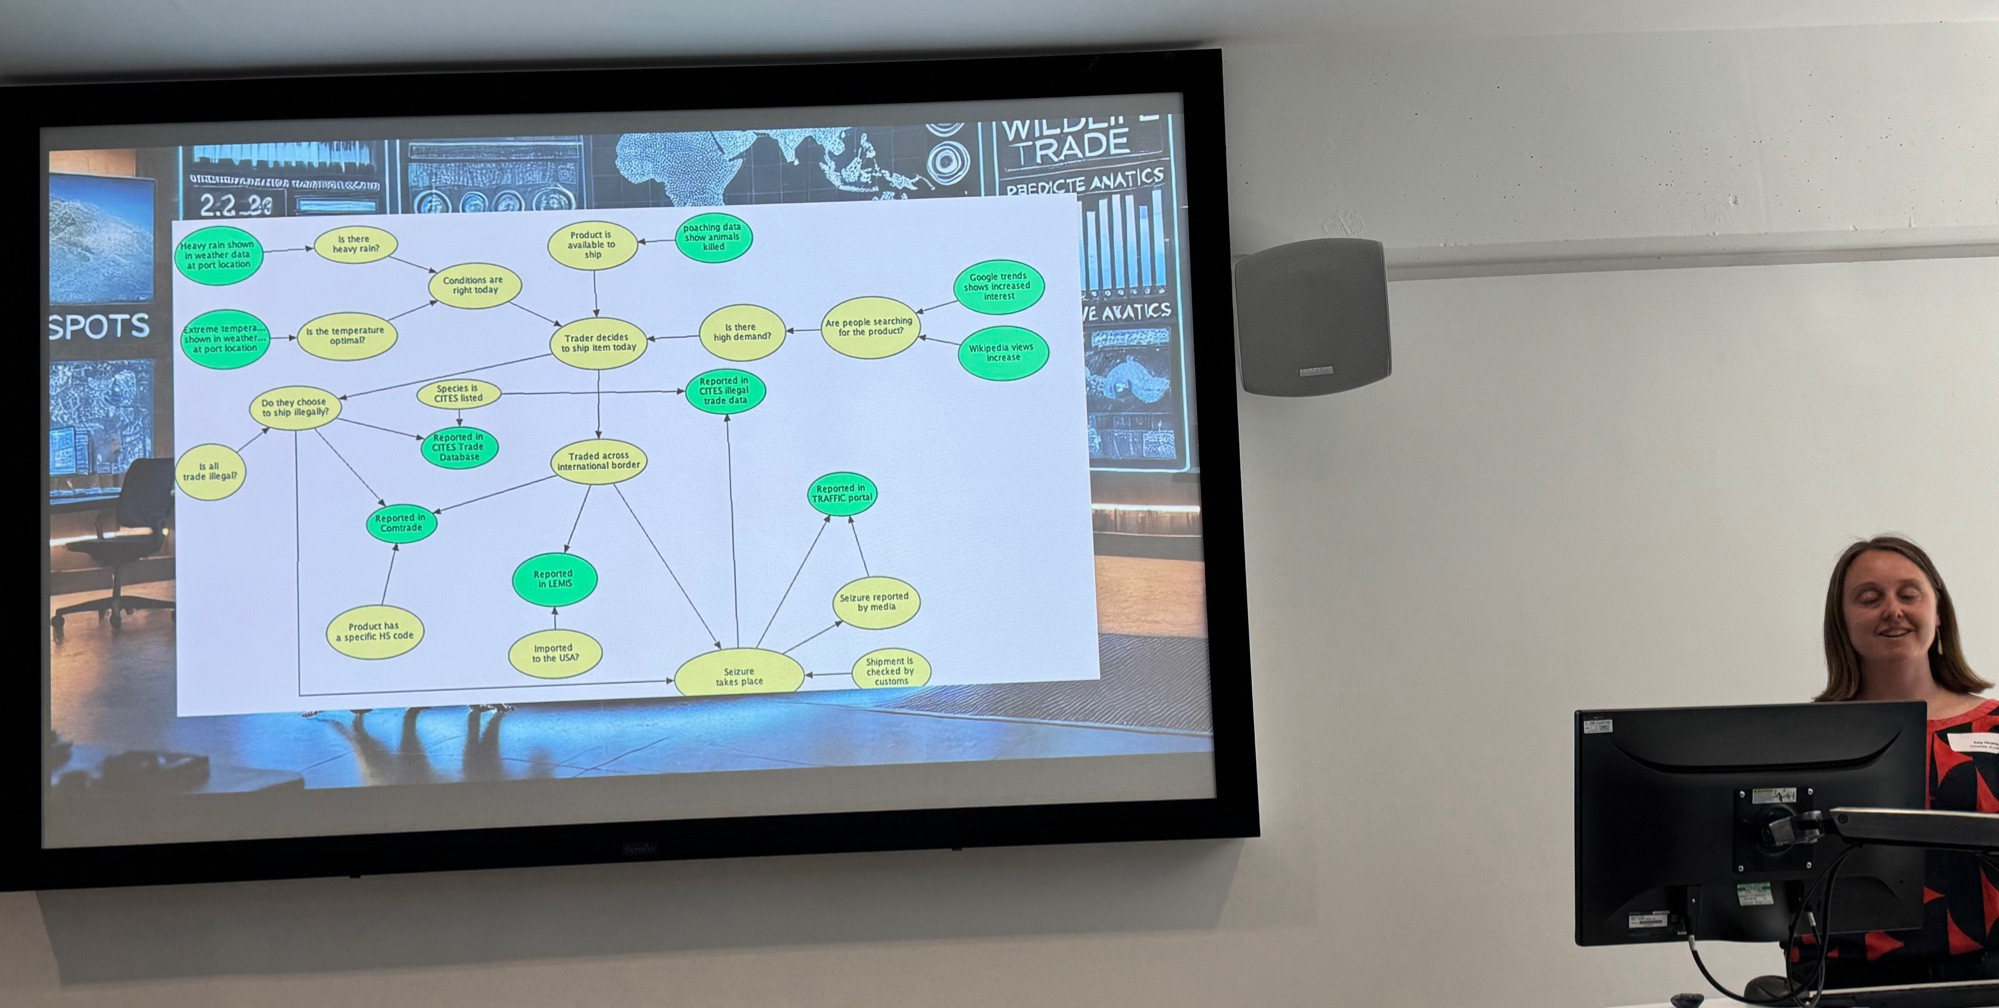 WILDLIFE
TRADE
PREDICTE ANATICS
2.2
SPOTS
VE AVATICS
Heavy rain shown
in weather data
at port location
Is there
heavy rain?
Product is
available to
ship
poaching data
show animals
killed
Conditions are
right today
Google trends
shows increased
interest
Extreme tempera...
shown in weather...
at port location
Is the temperature
optimal?
Trader decides
to ship item today
Is there
high demand?
Are people searching
for the product?
Wikipedia views
increase
Do they choose
to ship illegally?
Species is
CITES listed
Reported in
CITES illegal
trade data
Is all
trade illegal?
Reported in
CITES Trade
Database
Traded across
international border
Reported in
TRAFFIC portal
Reported in
Comtrade
Reported
in LEMIS
Seizure reported
by media
Product has
a specific HS code
Imported
to the USA?
Seizure
takes place
Shipment is
checked by
customs